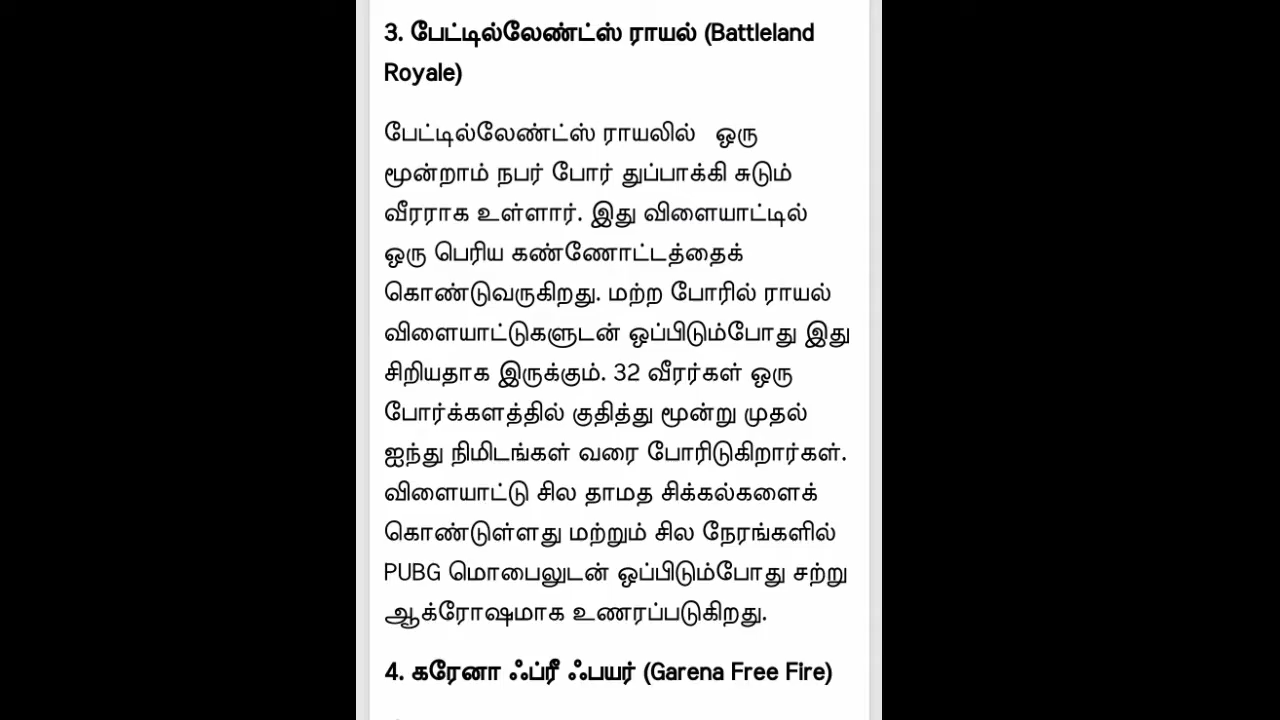 3. பேட்டில்லேண்ட்ஸ் ராயல் (Battleland
Royale)
பேட்டில்லேண்ட்ஸ் ராயலில் ஒரு
மூன்றாம் நபர் போர் துப்பாக்கி சுடும்
வீரராக உள்ளார். இது விளையாட்டில்
ஒரு பெரிய கண்ணோட்டத்தைக்
கொண்டுவருகிறது. மற்ற போரில் ராயல்
விளையாட்டுகளுடன் ஒப்பிடும்போது இது
சிறியதாக இருக்கும். 32 வீரர்கள் ஒரு
போர்க்களத்தில் குதித்து மூன்று முதல்
ஐந்து நிமிடங்கள் வரை போரிடுகிறார்கள்.
விளையாட்டு சில தாமத சிக்கல்களைக்
கொண்டுள்ளது மற்றும் சில நேரங்களில்
PUBG மொபைலுடன் ஒப்பிடும்போது சற்று
ஆக்ரோஷமாக உணரப்படுகிறது.
4. கரேனா ஃப்ரீ ஃபயர் (Garena Free Fire)